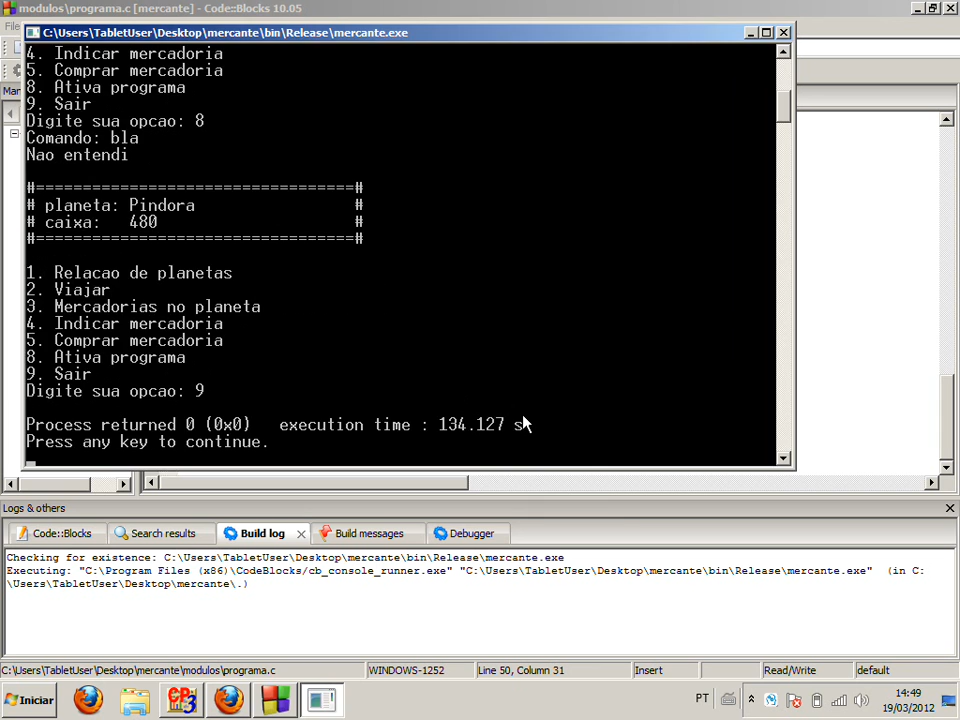 modulos\programa.c [mercante] - Code::Blocks 10.05
C:\Users\TabletUser\Desktop\mercante\bin\Release\mercante.exe
4. Indicar mercadoria
5. Comprar mercadoria
8. Ativa programa
9. Sair
Digite sua opcao: 8
Comando: bla
Nao entendi
#==================================#
# planeta: Pindora #
# caixa: 480 #
#==================================#
1. Relacao de planetas
2. Viajar
3. Mercadorias no planeta
4. Indicar mercadoria
5. Comprar mercadoria
8. Ativa programa
9. Sair
Digite sua opcao: 9
Process returned 0 (0x0) execution time : 134.127 s
Press any key to continue.
Logs & others
Code::Blocks Search results Build log Build messages Debugger
Checking for existence: C:\Users\TabletUser\Desktop\mercante\bin\Release\mercante.exe
Executing: "C:\Program Files (x86)\CodeBlocks/cb_console_runner.exe" "C:\Users\TabletUser\Desktop\mercante\bin\Release\mercante.exe" (in C:
\Users\TabletUser\Desktop\mercante\.)
C:\Users\TabletUser\Desktop\mercante\modulos\programa.c WINDOWS-1252 Line 50, Column 31 Insert Read/Write default
Iniciar PT 14:49
19/03/2012